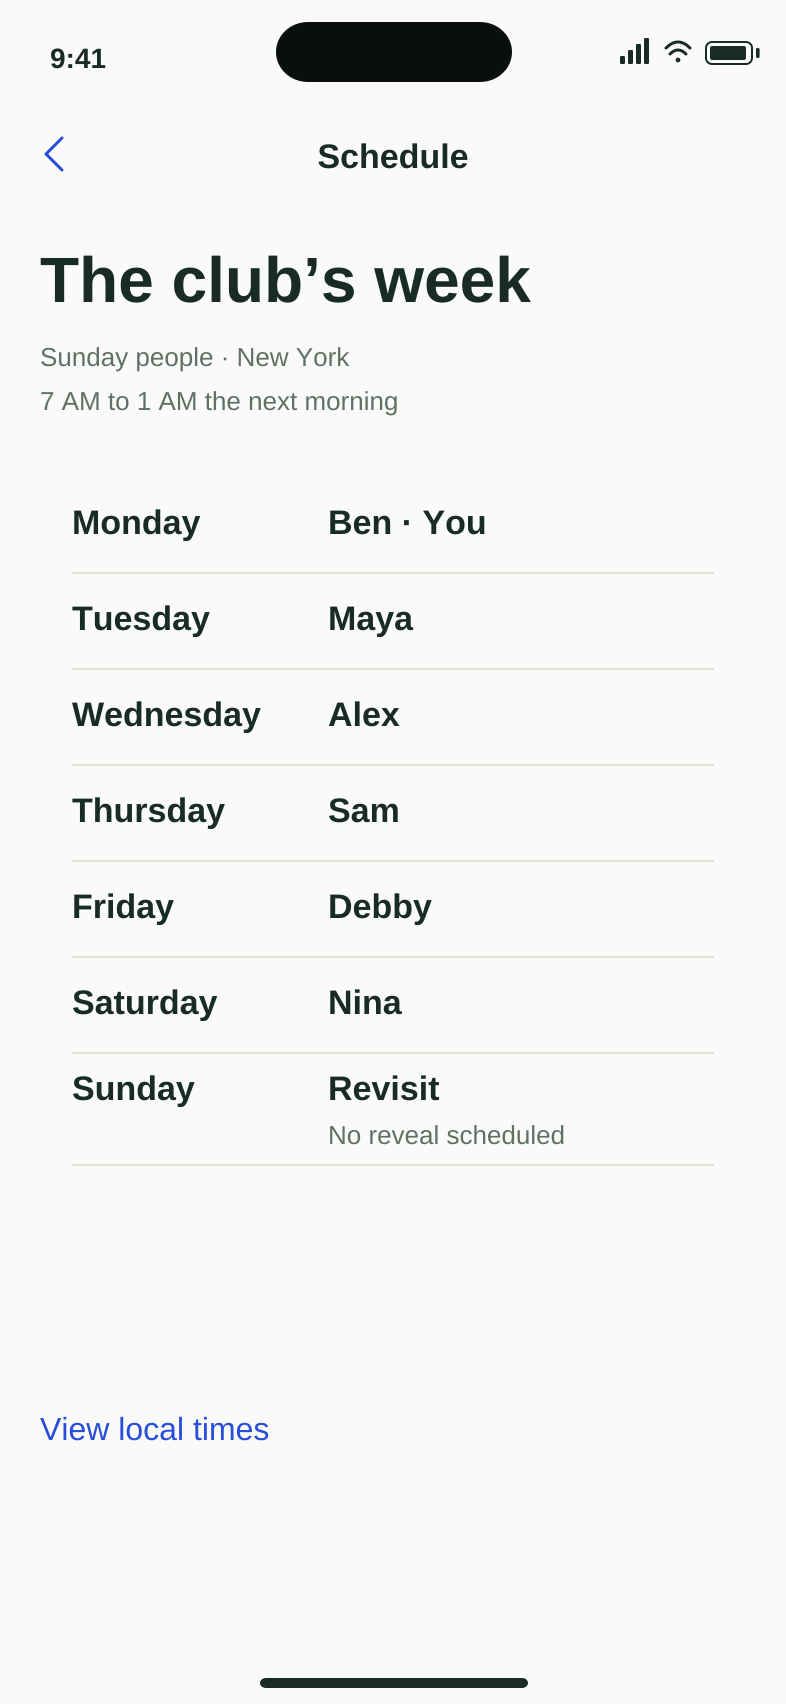 9:41
Schedule
The club’s week
Sunday people · New York
7 AM to 1 AM the next morning
Monday Ben · You
Tuesday Maya
Wednesday Alex
Thursday Sam
Friday Debby
Saturday Nina
Sunday Revisit
No reveal scheduled
View local times